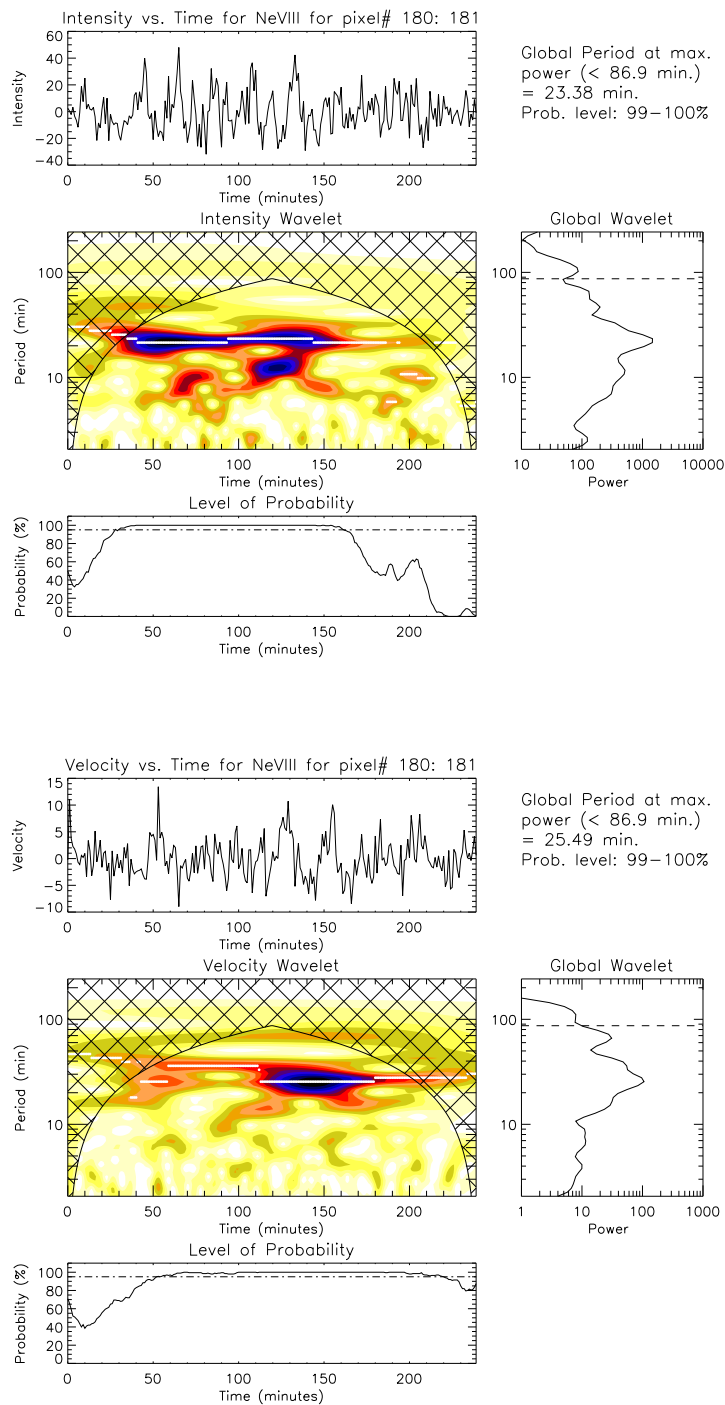 Intensity vs. Time for NeVIII for pixel# 180: 181
60
40
20
0
−20
−40
Intensity
0 50 100 150 200
Time (minutes)
Global Period at max.
power (< 86.9 min.)
= 23.38 min.
Prob. level: 99−100%
Intensity Wavelet
100
10
Period (min)
0 50 100 150 200
Time (minutes)
Global Wavelet
100
10
10 100 1000 10000
Power
Level of Probability
100
80
60
40
20
0
Probability (%)
0 50 100 150 200
Time (minutes)
Velocity vs. Time for NeVIII for pixel# 180: 181
15
10
5
0
−5
−10
Velocity
0 50 100 150 200
Time (minutes)
Global Period at max.
power (< 86.9 min.)
= 25.49 min.
Prob. level: 99−100%
Velocity Wavelet
100
10
Period (min)
0 50 100 150 200
Time (minutes)
Global Wavelet
100
10
1 10 100 1000
Power
Level of Probability
100
80
60
40
20
0
Probability (%)
0 50 100 150 200
Time (minutes)